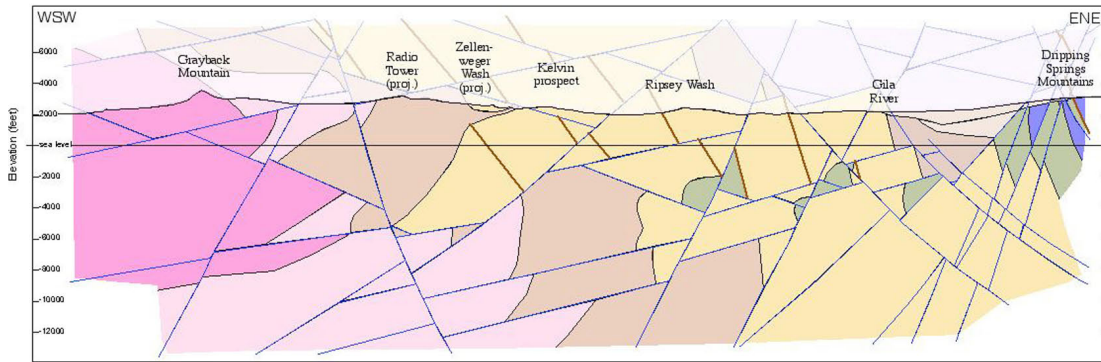 WSW
ENE
Grayback
Mountain
Radio
Tower
(proj.)
Zellen-
weger
Wash
(proj.)
Kelvin
prospect
Ripsey Wash
Gila
River
Dripping
Springs
Mountains
Elevation (feet)
6000
4000
2000
sea level
-2000
-4000
-6000
-8000
-10000
-12000